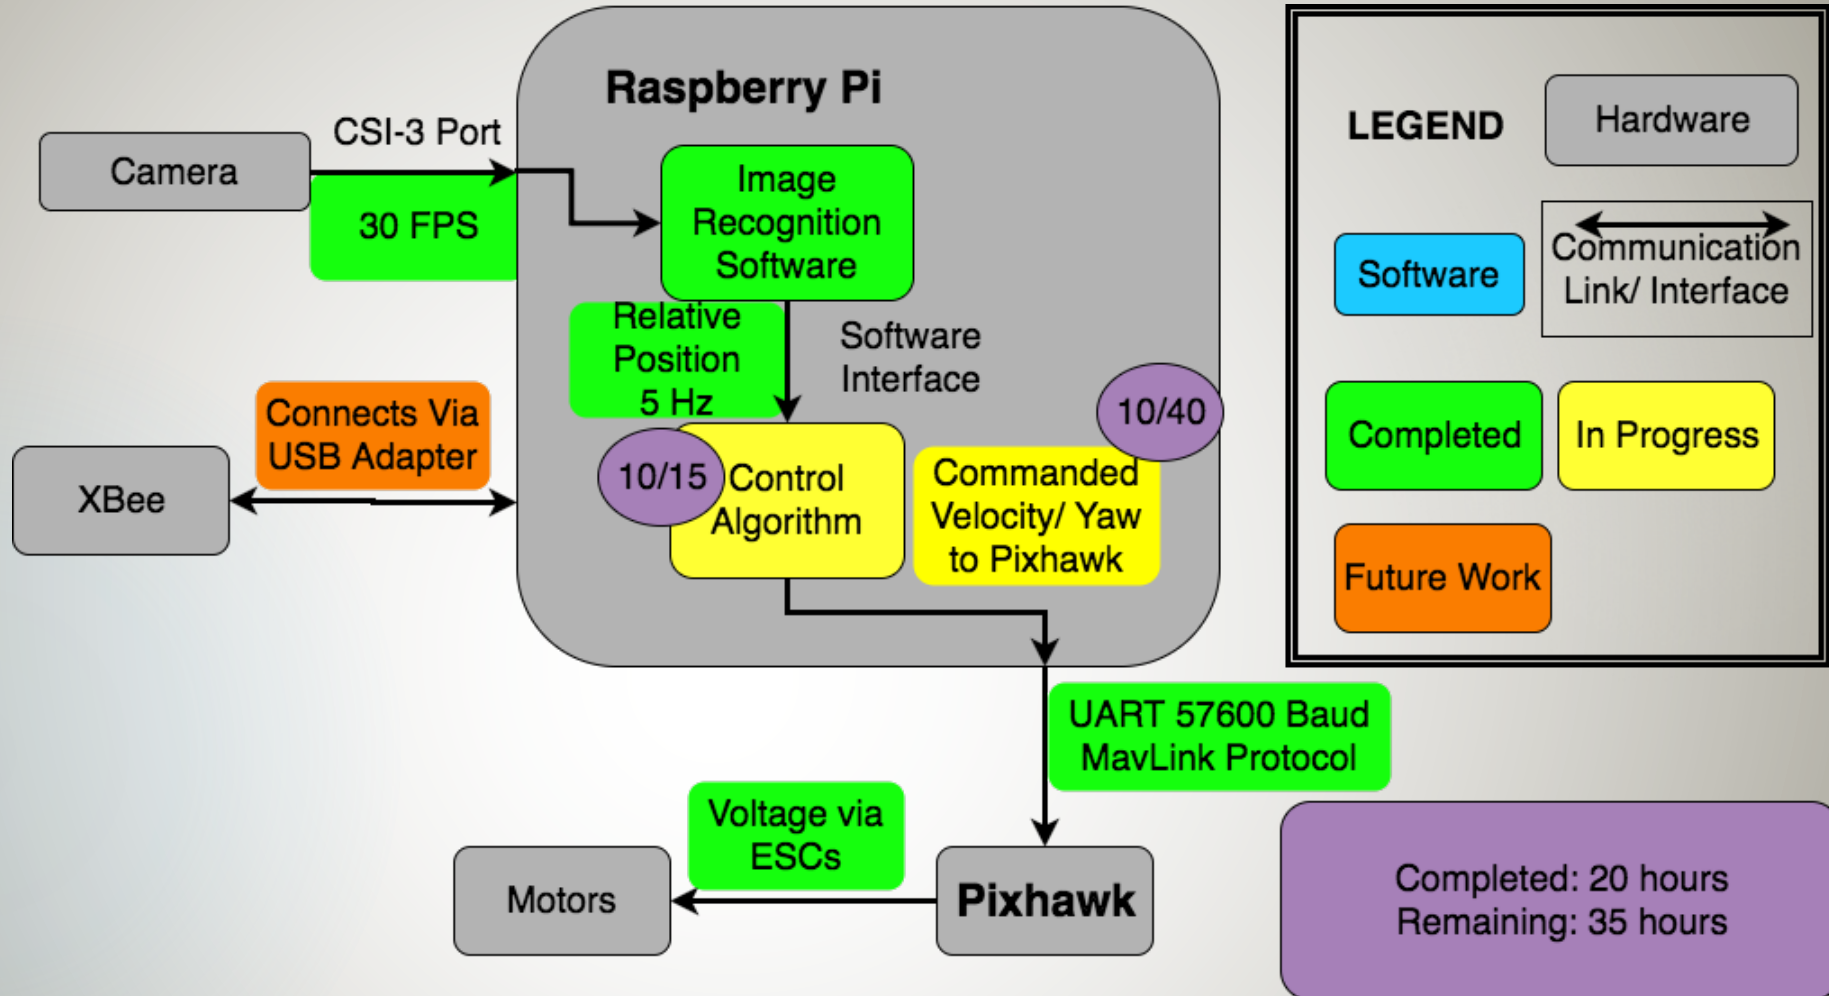 Raspberry Pi
CSI-3 Port
Camera
30 FPS
Image
Recognition
Software
Relative
Position
5 Hz
Software
Interface
10/40
Connects Via
USB Adapter
XBee
10/15
Control
Algorithm
Commanded
Velocity/ Yaw
to Pixhawk
UART 57600 Baud
MavLink Protocol
Voltage via
ESCs
Motors
Pixhawk
LEGEND
Hardware
Software
Communication
Link/ Interface
Completed
In Progress
Future Work
Completed: 20 hours
Remaining: 35 hours